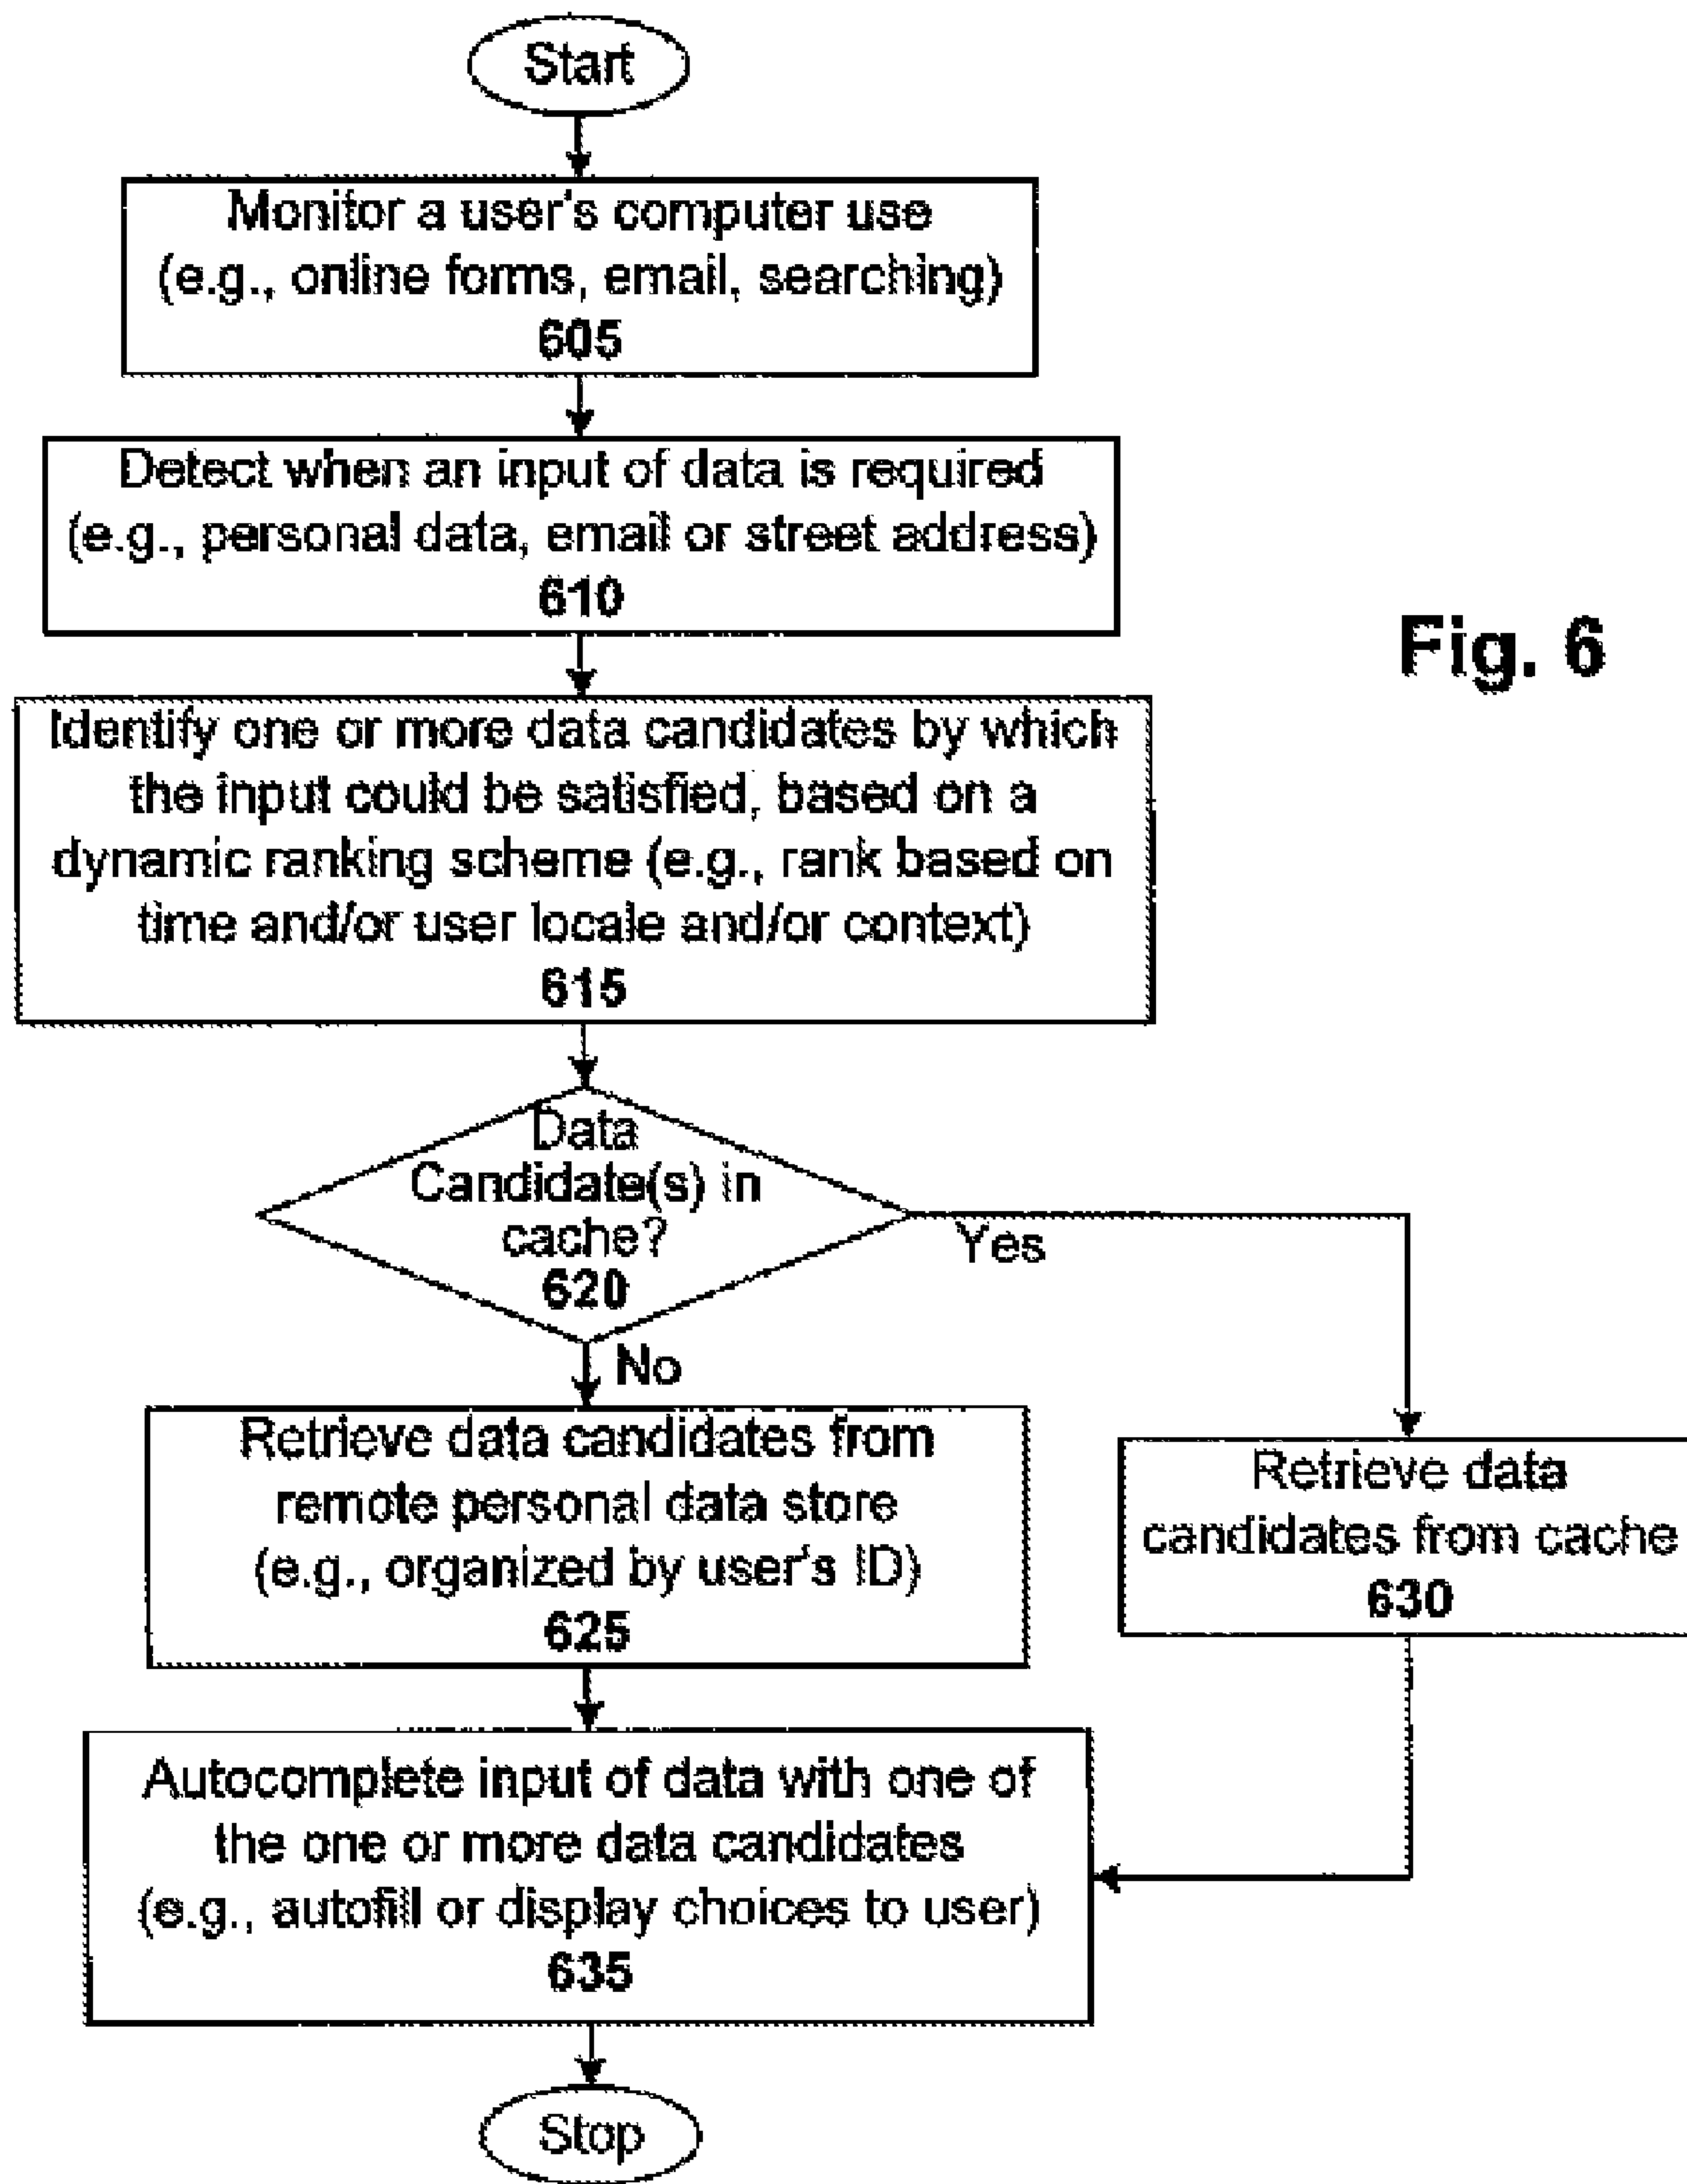 Start
Monitor a user's computer use
(e.g., online forms, email, searching)
605
Detect when an input of data is required
(e.g., personal data, email or street address)
610
Fig. 6
Identify one or more data candidates by which
the input could be satisfied, based on a
dynamic ranking scheme (e.g., rank based on
time and/or user locale and/or context)
615
Data
Candidate(s) in
cache?
620
Yes
No
Retrieve data candidates from
remote personal data store
(e.g., organized by user's ID)
625
Retrieve data
candidates from cache
630
Autocomplete input of data with one of
the one or more data candidates
(e.g., autofill or display choices to user)
635
Stop